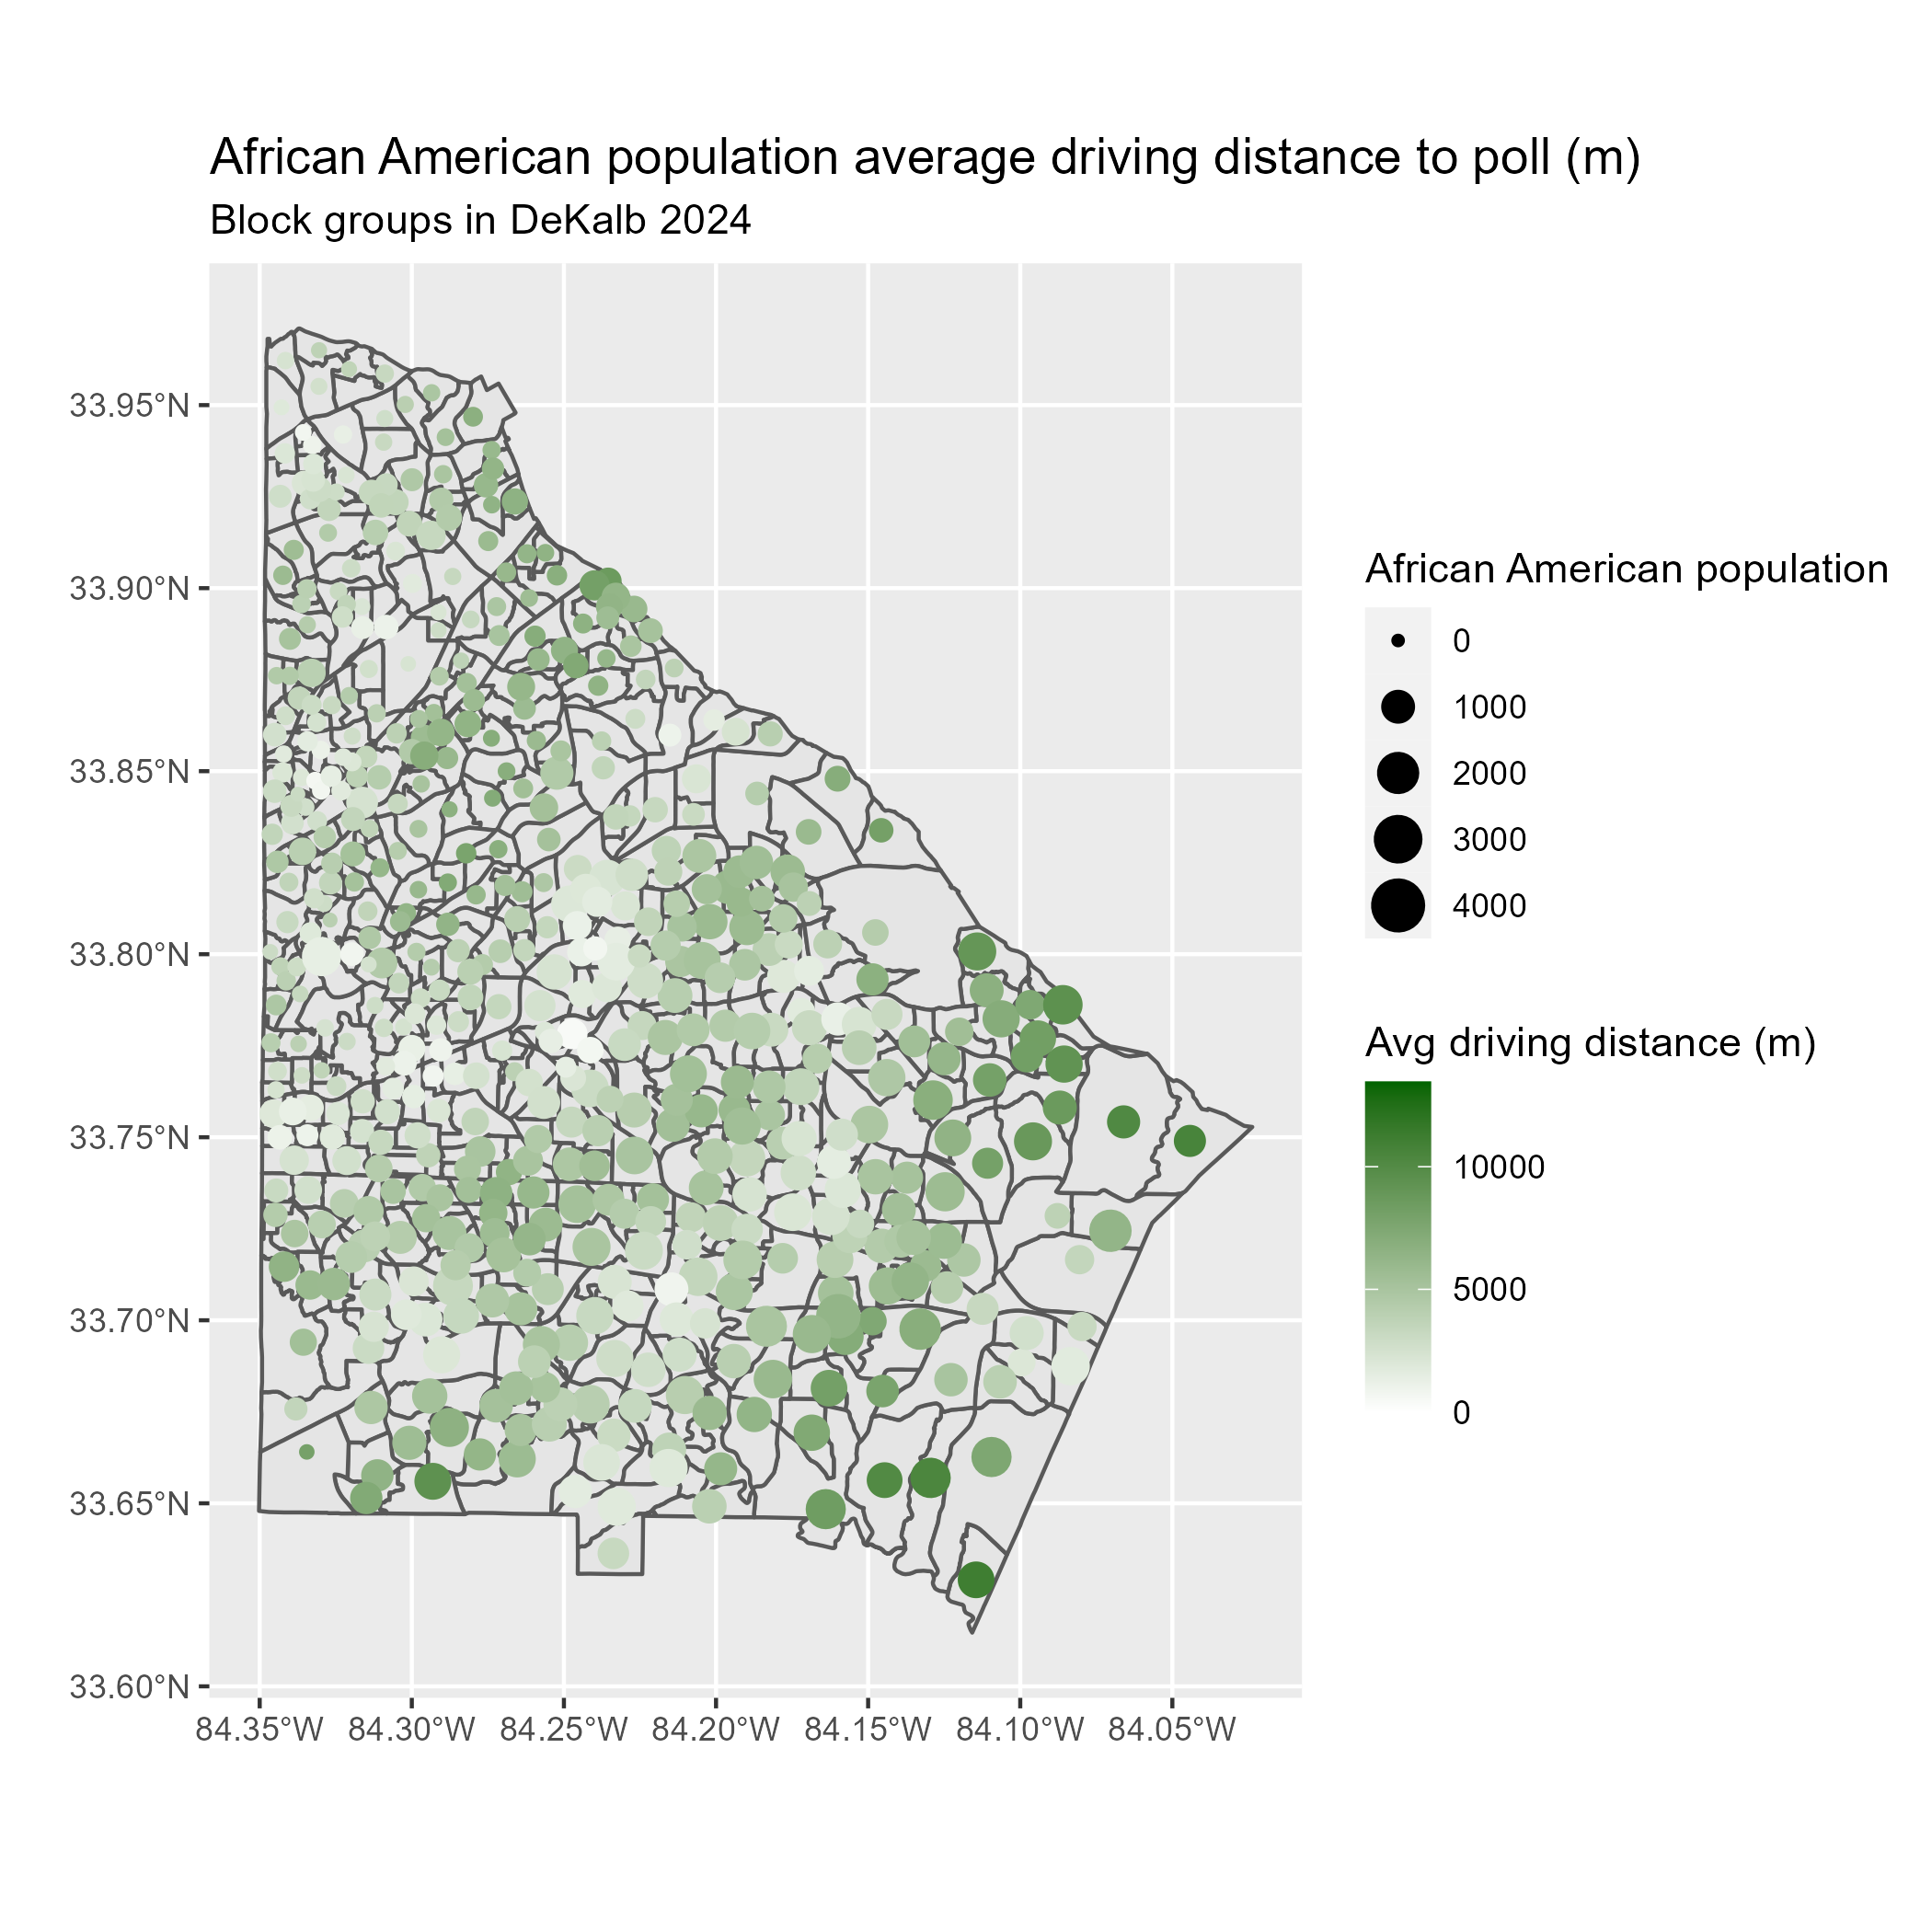 African American population average driving distance to poll (m)
Block groups in DeKalb 2024
33.95°N
33.90°N
33.85°N
33.80°N
33.75°N
33.70°N
33.65°N
33.60°N
84.35°W 84.30°W 84.25°W 84.20°W 84.15°W 84.10°W 84.05°W
African American population
0
1000
2000
3000
4000
Avg driving distance (m)
10000
5000
0